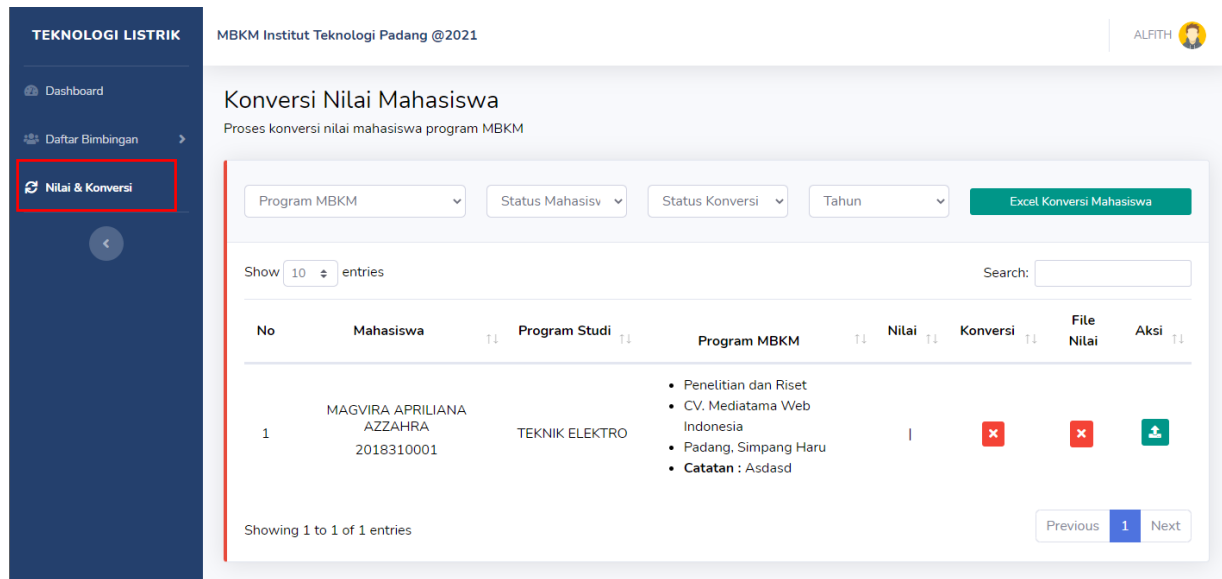 TEKNOLOGI LISTRIK
MBKM Institut Teknologi Padang @2021
ALFITH
Dashboard
Daftar Bimbingan
Nilai & Konversi
Konversi Nilai Mahasiswa
Proses konversi nilai mahasiswa program MBKM
Program MBKM
Status Mahasisv
Status Konversi
Tahun
Excel Konversi Mahasiswa
Show 10 entries
Search:
No
Mahasiswa
Program Studi
Program MBKM
Nilai
Konversi
File
Nilai
Aksi
1
MAGVIRA APRILIANA
AZZAHRA
2018310001
TEKNIK ELEKTRO
• Penelitian dan Riset
• CV. Mediatama Web
Indonesia
• Padang, Simpang Haru
• Catatan : Asdasd
|
Showing 1 to 1 of 1 entries
Previous 1 Next